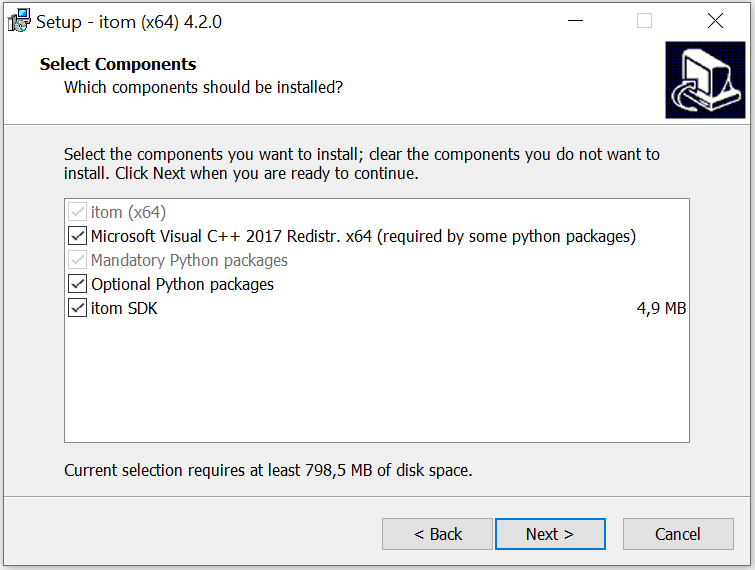 Setup - itom (x64) 4.2.0
Select Components
Which components should be installed?
Select the components you want to install; clear the components you do not want to
install. Click Next when you are ready to continue.
itom (x64)
Microsoft Visual C++ 2017 Redistr. x64 (required by some python packages)
Mandatory Python packages
Optional Python packages
itom SDK 4,9 MB
Current selection requires at least 798,5 MB of disk space.
< Back Next > Cancel